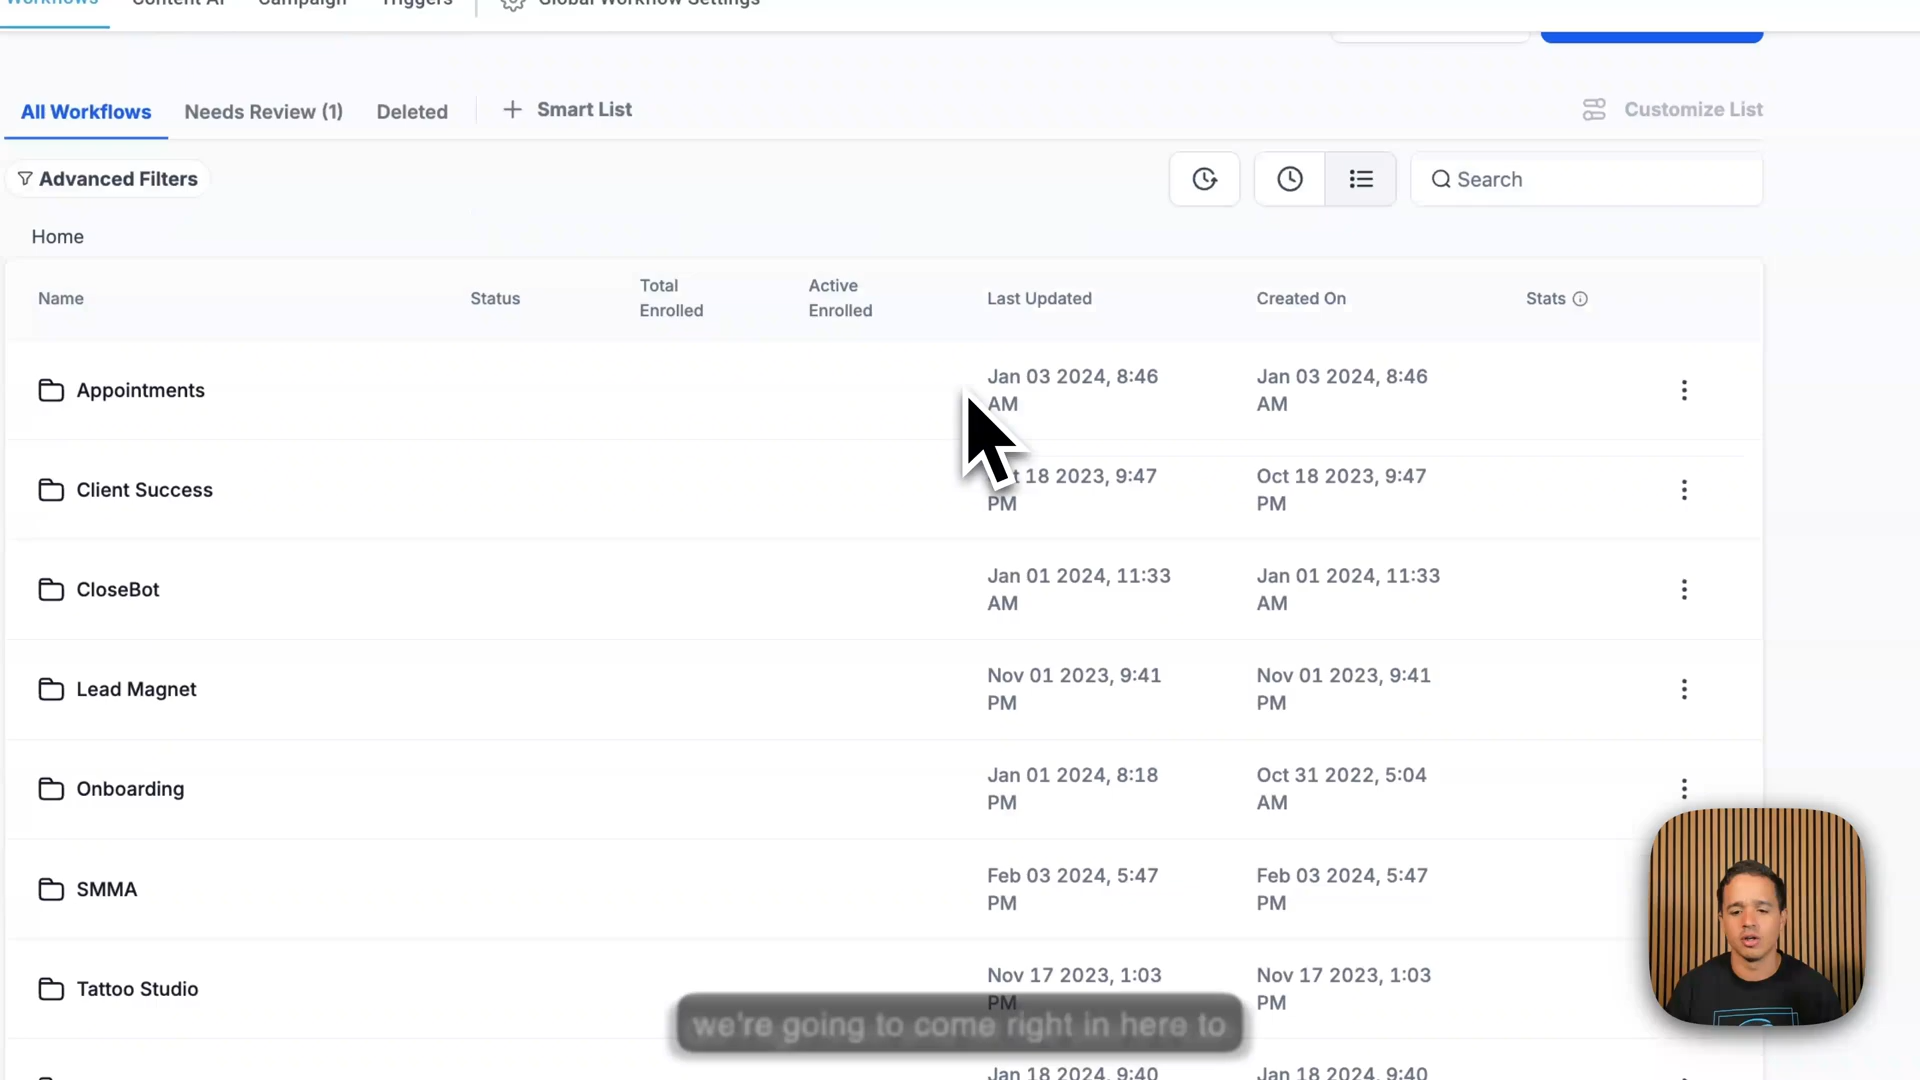 Workflows Content AI Campaign Triggers Global Workflow Settings
All Workflows Needs Review (1) Deleted Smart List Customize List
Advanced Filters Search
Home
Name Status Total Enrolled Active Enrolled Last Updated Created On Stats
Appointments Jan 03 2024, 8:46 AM Jan 03 2024, 8:46 AM
Client Success 18 2023, 9:47 PM Oct 18 2023, 9:47 PM
CloseBot Jan 01 2024, 11:33 AM Jan 01 2024, 11:33 AM
Lead Magnet Nov 01 2023, 9:41 PM Nov 01 2023, 9:41 PM
Onboarding Jan 01 2024, 8:18 PM Oct 31 2022, 5:04 AM
SMMA Feb 03 2024, 5:47 PM Feb 03 2024, 5:47 PM
Tattoo Studio Nov 17 2023, 1:03 PM Nov 17 2023, 1:03 PM
we're going to come right in here to
Jan 18 2024, 9:40 Jan 18 2024, 9:40